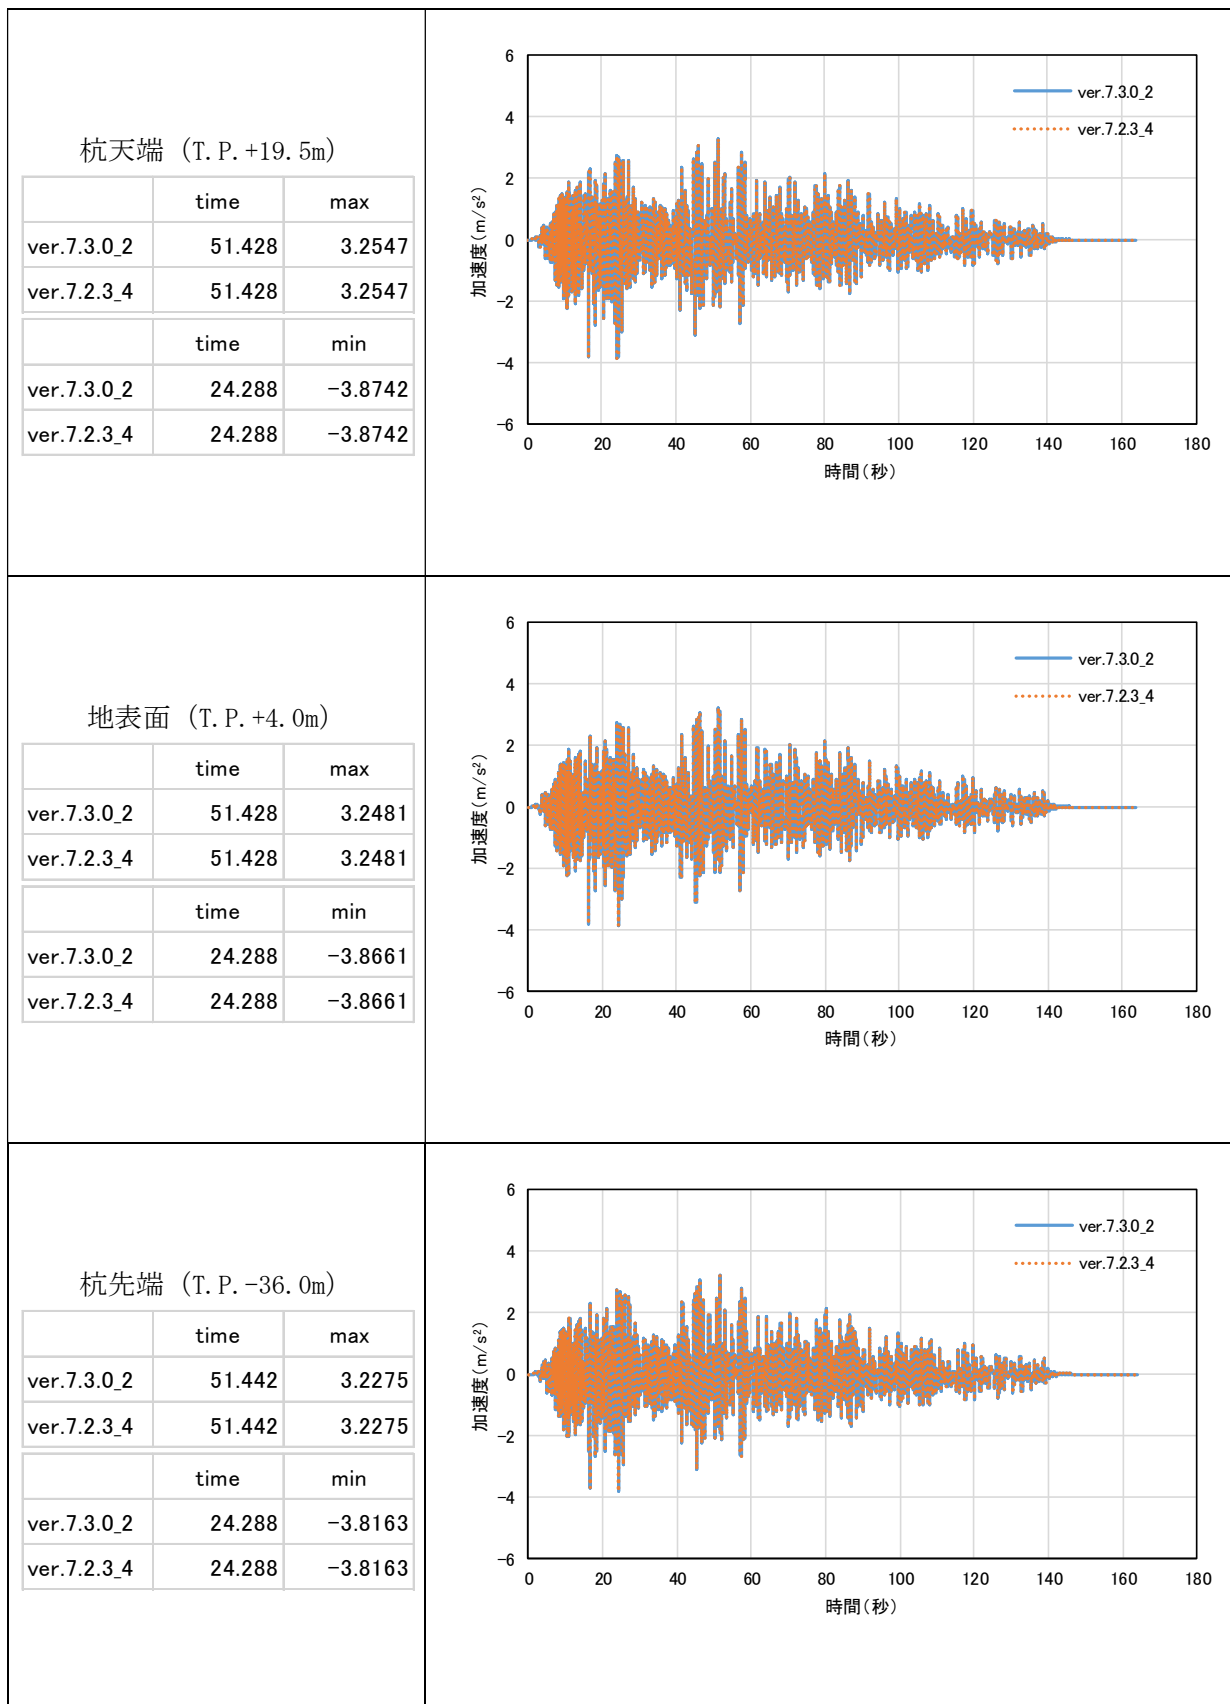 杭天端 (T.P.+19.5m)
time max
ver.7.3.0_2 51.428 3.2547
ver.7.2.3_4 51.428 3.2547
time min
ver.7.3.0_2 24.288 −3.8742
ver.7.2.3_4 24.288 −3.8742
6
4
2
0
−2
−4
−6
加速度(m/s²)
ver.7.3.0_2
ver.7.2.3_4
0 20 40 60 80 100 120 140 160 180
時間(秒)
地表面 (T.P.+4.0m)
time max
ver.7.3.0_2 51.428 3.2481
ver.7.2.3_4 51.428 3.2481
time min
ver.7.3.0_2 24.288 −3.8661
ver.7.2.3_4 24.288 −3.8661
6
4
2
0
−2
−4
−6
加速度(m/s²)
ver.7.3.0_2
ver.7.2.3_4
0 20 40 60 80 100 120 140 160 180
時間(秒)
杭先端 (T.P.-36.0m)
time max
ver.7.3.0_2 51.442 3.2275
ver.7.2.3_4 51.442 3.2275
time min
ver.7.3.0_2 24.288 −3.8163
ver.7.2.3_4 24.288 −3.8163
6
4
2
0
−2
−4
−6
加速度(m/s²)
ver.7.3.0_2
ver.7.2.3_4
0 20 40 60 80 100 120 140 160 180
時間(秒)